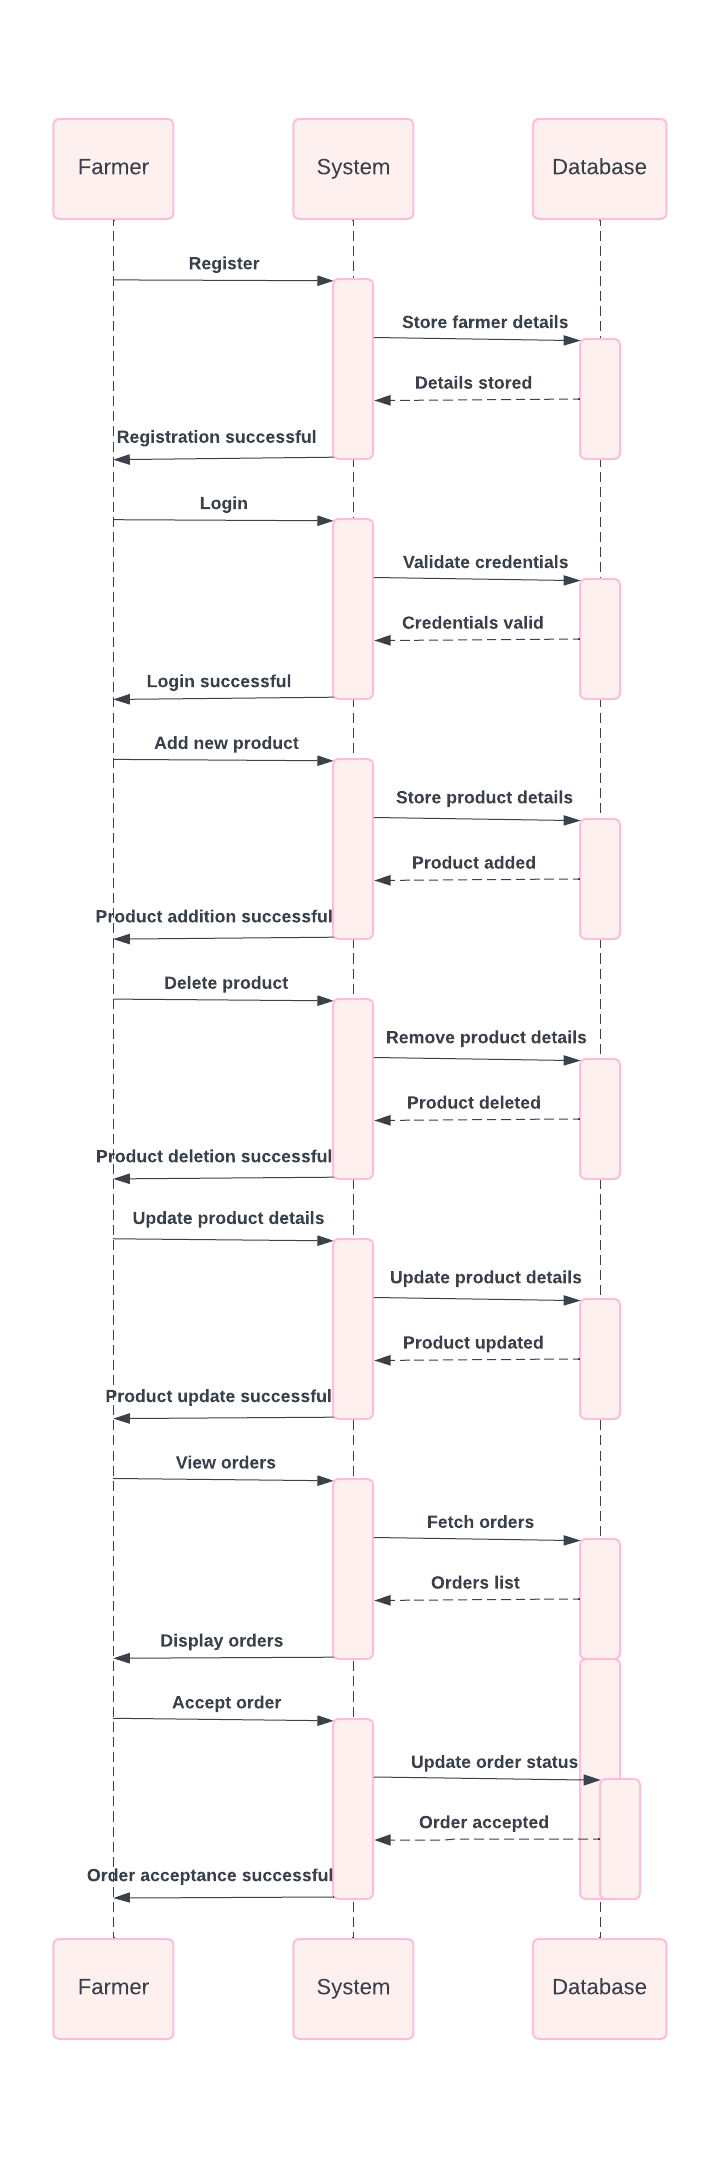 Farmer
System
Database
Register
Store farmer details
Details stored
Registration successful
Login
Validate credentials
Credentials valid
Login successful
Add new product
Store product details
Product added
Product addition successful
Delete product
Remove product details
Product deleted
Product deletion successful
Update product details
Update product details
Product updated
Product update successful
View orders
Fetch orders
Orders list
Display orders
Accept order
Update order status
Order accepted
Order acceptance successful
Farmer
System
Database